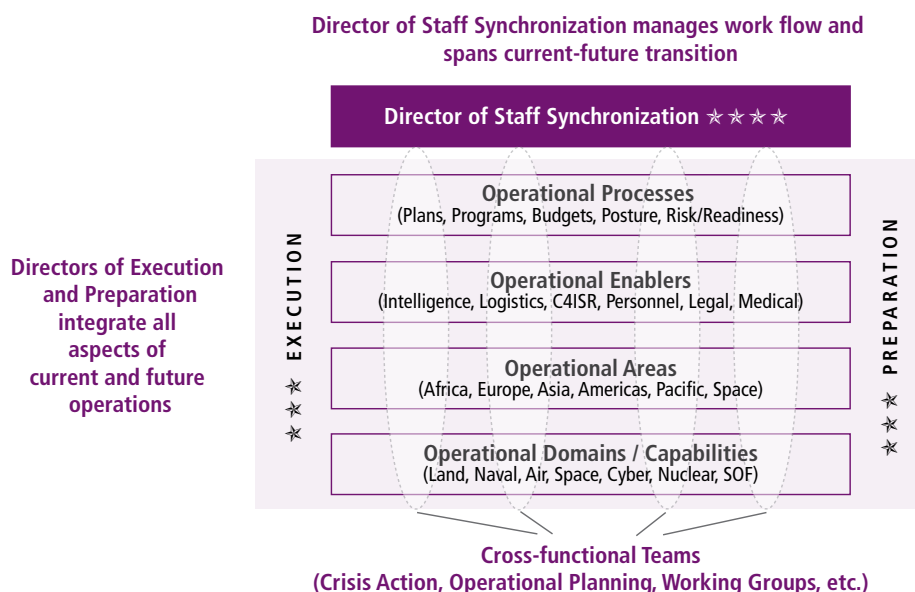 Director of Staff Synchronization manages work flow and
spans current-future transition
Director of Staff Synchronization ✯ ✯ ✯ ✯
Operational Processes
(Plans, Programs, Budgets, Posture, Risk/Readiness)
Operational Enablers
(Intelligence, Logistics, C4ISR, Personnel, Legal, Medical)
Operational Areas
(Africa, Europe, Asia, Americas, Pacific, Space)
Operational Domains / Capabilities
(Land, Naval, Air, Space, Cyber, Nuclear, SOF)
✯ ✯ ✯ EXECUTION
✯ ✯ ✯ PREPARATION
Directors of Execution
and Preparation
integrate all
aspects of
current and future
operations
Cross-functional Teams
(Crisis Action, Operational Planning, Working Groups, etc.)